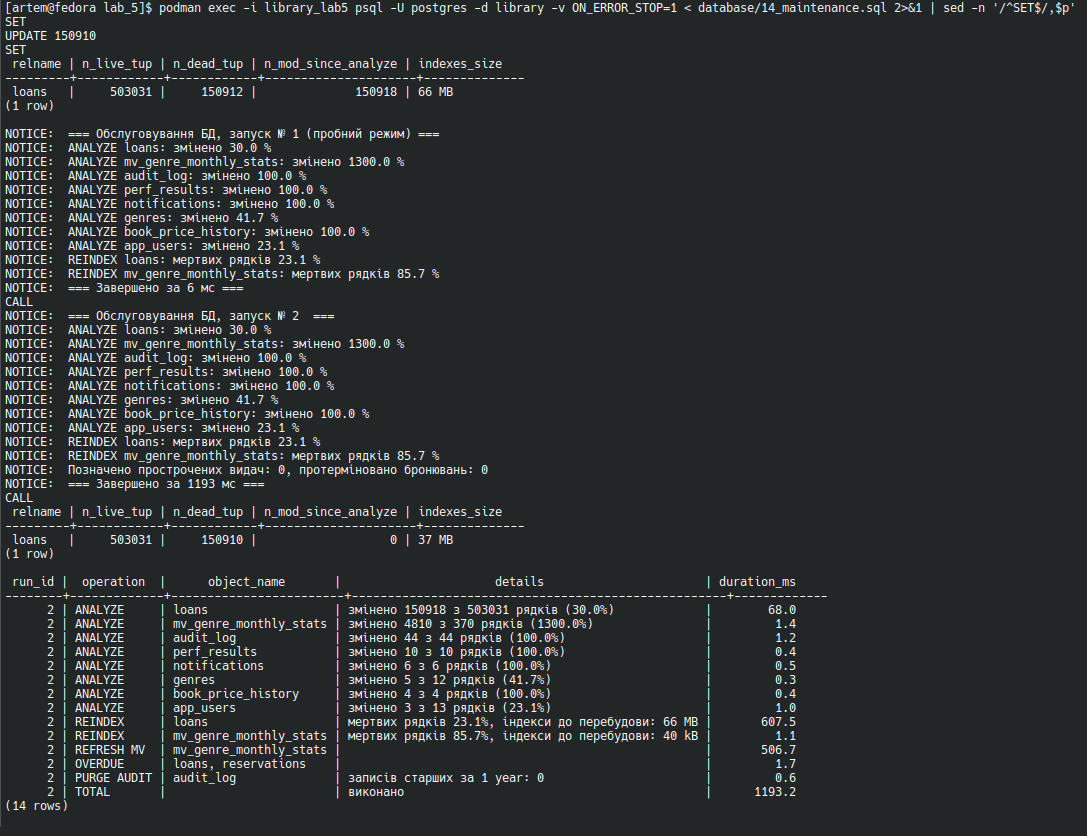 [artem@fedora lab_5]$ podman exec -i library_lab5 psql -U postgres -d library -v ON_ERROR_STOP=1 < database/14_maintenance.sql 2>&1 | sed -n '/^SET$/,$p'
SET
UPDATE 150910
SET
 relname | n_live_tup | n_dead_tup | n_mod_since_analyze | indexes_size
---------+------------+------------+---------------------+--------------
 loans   |     503031 |     150912 |              150918 | 66 MB
(1 row)

NOTICE:  === Обслуговування БД, запуск № 1 (пробний режим) ===
NOTICE:  ANALYZE loans: змінено 30.0 %
NOTICE:  ANALYZE mv_genre_monthly_stats: змінено 1300.0 %
NOTICE:  ANALYZE audit_log: змінено 100.0 %
NOTICE:  ANALYZE perf_results: змінено 100.0 %
NOTICE:  ANALYZE notifications: змінено 100.0 %
NOTICE:  ANALYZE genres: змінено 41.7 %
NOTICE:  ANALYZE book_price_history: змінено 100.0 %
NOTICE:  ANALYZE app_users: змінено 23.1 %
NOTICE:  REINDEX loans: мертвих рядків 23.1 %
NOTICE:  REINDEX mv_genre_monthly_stats: мертвих рядків 85.7 %
NOTICE:  === Завершено за 6 мс ===
CALL
NOTICE:  === Обслуговування БД, запуск № 2  ===
NOTICE:  ANALYZE loans: змінено 30.0 %
NOTICE:  ANALYZE mv_genre_monthly_stats: змінено 1300.0 %
NOTICE:  ANALYZE audit_log: змінено 100.0 %
NOTICE:  ANALYZE perf_results: змінено 100.0 %
NOTICE:  ANALYZE notifications: змінено 100.0 %
NOTICE:  ANALYZE genres: змінено 41.7 %
NOTICE:  ANALYZE book_price_history: змінено 100.0 %
NOTICE:  ANALYZE app_users: змінено 23.1 %
NOTICE:  REINDEX loans: мертвих рядків 23.1 %
NOTICE:  REINDEX mv_genre_monthly_stats: мертвих рядків 85.7 %
NOTICE:  Позначено прострочених видач: 0, протерміновано бронювань: 0
NOTICE:  === Завершено за 1193 мс ===
CALL
 relname | n_live_tup | n_dead_tup | n_mod_since_analyze | indexes_size
---------+------------+------------+---------------------+--------------
 loans   |     503031 |     150910 |                   0 | 37 MB
(1 row)

 run_id |  operation  |      object_name       |                      details                       | duration_ms
--------+-------------+------------------------+----------------------------------------------------+-------------
      2 | ANALYZE     | loans                  | змінено 150918 з 503031 рядків (30.0%)             |        68.0
      2 | ANALYZE     | mv_genre_monthly_stats | змінено 4810 з 370 рядків (1300.0%)                |         1.4
      2 | ANALYZE     | audit_log              | змінено 44 з 44 рядків (100.0%)                    |         1.2
      2 | ANALYZE     | perf_results           | змінено 10 з 10 рядків (100.0%)                    |         0.4
      2 | ANALYZE     | notifications          | змінено 6 з 6 рядків (100.0%)                      |         0.5
      2 | ANALYZE     | genres                 | змінено 5 з 12 рядків (41.7%)                      |         0.3
      2 | ANALYZE     | book_price_history     | змінено 4 з 4 рядків (100.0%)                      |         0.4
      2 | ANALYZE     | app_users              | змінено 3 з 13 рядків (23.1%)                      |         1.0
      2 | REINDEX     | loans                  | мертвих рядків 23.1%, індекси до перебудови: 66 MB |       607.5
      2 | REINDEX     | mv_genre_monthly_stats | мертвих рядків 85.7%, індекси до перебудови: 40 kB |         1.1
      2 | REFRESH MV  | mv_genre_monthly_stats |                                                    |       506.7
      2 | OVERDUE     | loans, reservations    |                                                    |         1.7
      2 | PURGE AUDIT | audit_log              | записів старших за 1 year: 0                       |         0.6
      2 | TOTAL       |                        | виконано                                           |      1193.2
(14 rows)